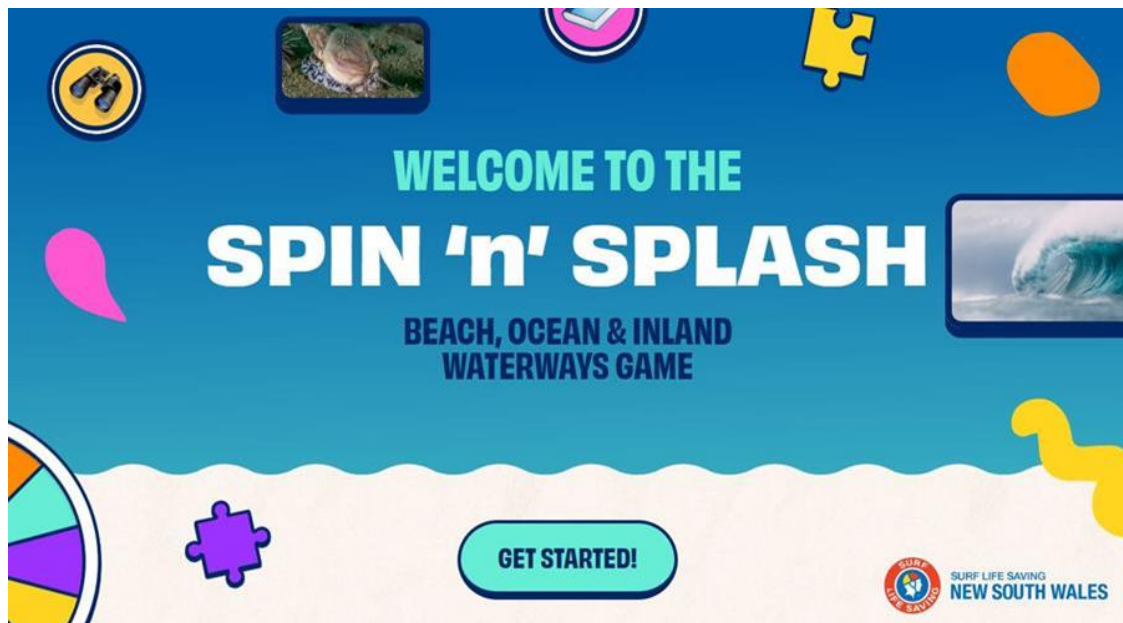 WELCOME TO THE
SPIN ‘n’ SPLASH
BEACH, OCEAN & INLAND
WATERWAYS GAME
GET STARTED!
SURF
LIFE SAVING
SURF LIFE SAVING
NEW SOUTH WALES